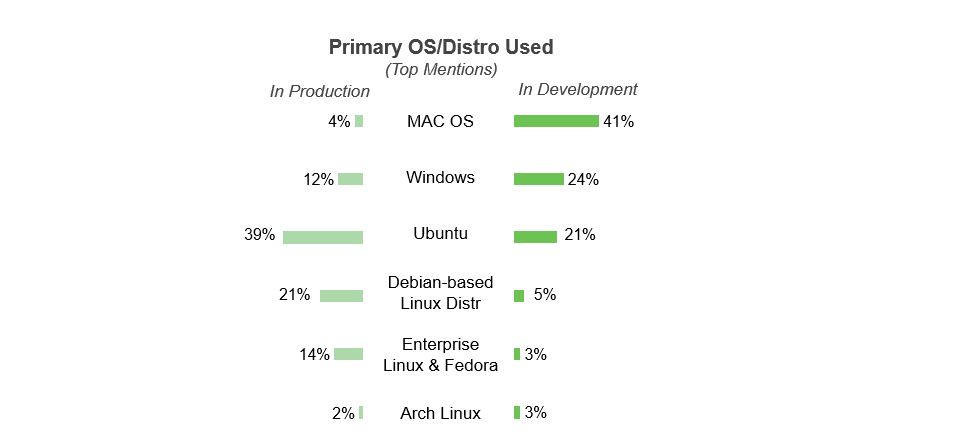 Primary OS/Distro Used
(Top Mentions)
In Production In Development
4% MAC OS 41%
12% Windows 24%
39% Ubuntu 21%
Debian-based
21% Linux Distr 5%
Enterprise
14% Linux & Fedora 3%
2% Arch Linux 3%